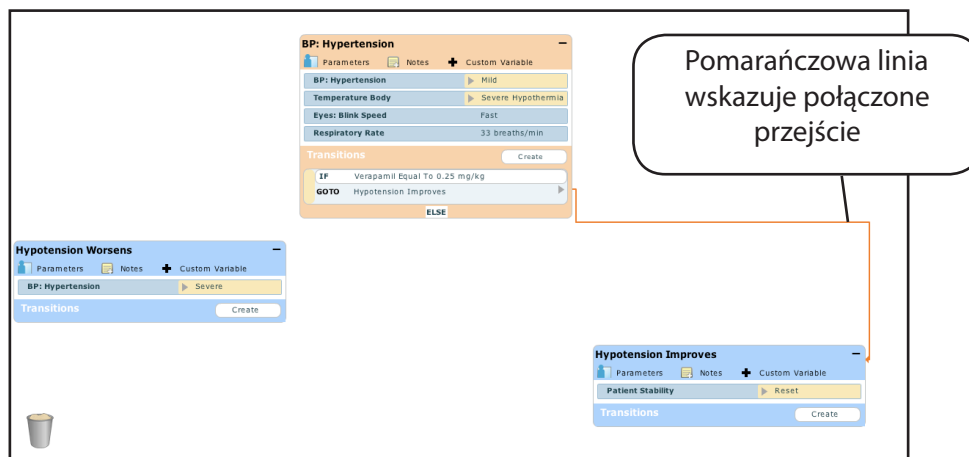 BP: Hypertension
Parameters Notes Custom Variable
BP: Hypertension Mild
Temperature Body Severe Hypothermia
Eyes: Blink Speed Fast
Respiratory Rate 33 breaths/min
Transitions Create
IF Verapamil Equal To 0.25 mg/kg
GOTO Hypotension Improves
ELSE
Pomarańczowa linia
wskazuje połączone
przejście
Hypotension Worsens
Parameters Notes Custom Variable
BP: Hypertension Severe
Transitions Create
Hypotension Improves
Parameters Notes Custom Variable
Patient Stability Reset
Transitions Create